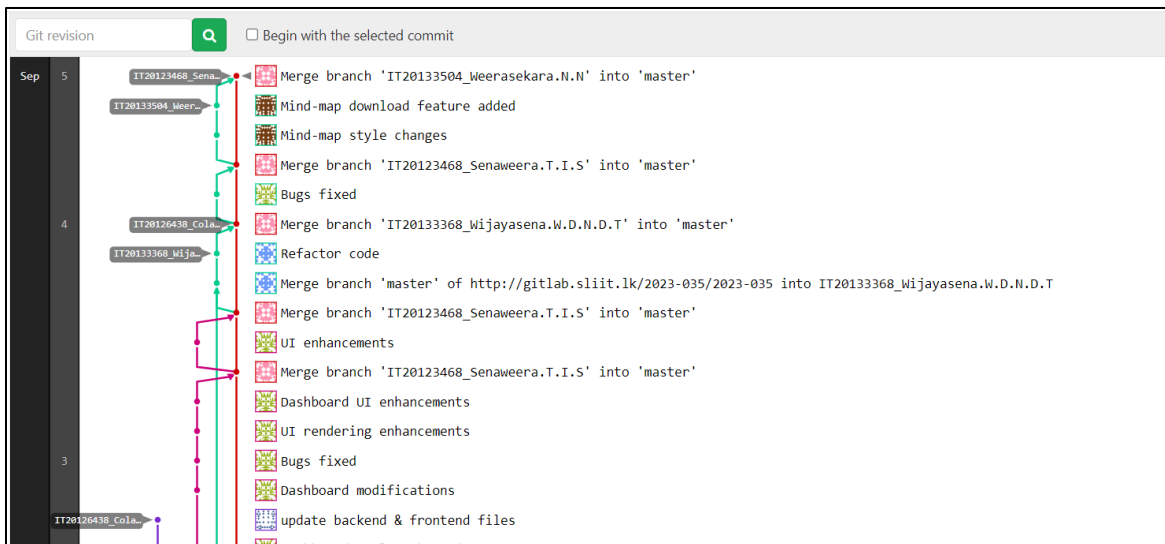 Git revision
Begin with the selected commit
Sep 5 IT20123468_Sena… Merge branch 'IT20133504_Weerasekara.N.N' into 'master'
IT20133504_Weer… Mind-map download feature added
Mind-map style changes
Merge branch 'IT20123468_Senaweera.T.I.S' into 'master'
Bugs fixed
4 IT20126438_Cola… Merge branch 'IT20133368_Wijayasena.W.D.N.D.T' into 'master'
IT20133368_Wija… Refactor code
Merge branch 'master' of http://gitlab.sliit.lk/2023-035/2023-035 into IT20133368_Wijayasena.W.D.N.D.T
Merge branch 'IT20123468_Senaweera.T.I.S' into 'master'
UI enhancements
Merge branch 'IT20123468_Senaweera.T.I.S' into 'master'
Dashboard UI enhancements
UI rendering enhancements
3 Bugs fixed
Dashboard modifications
IT20126438_Cola… update backend & frontend files